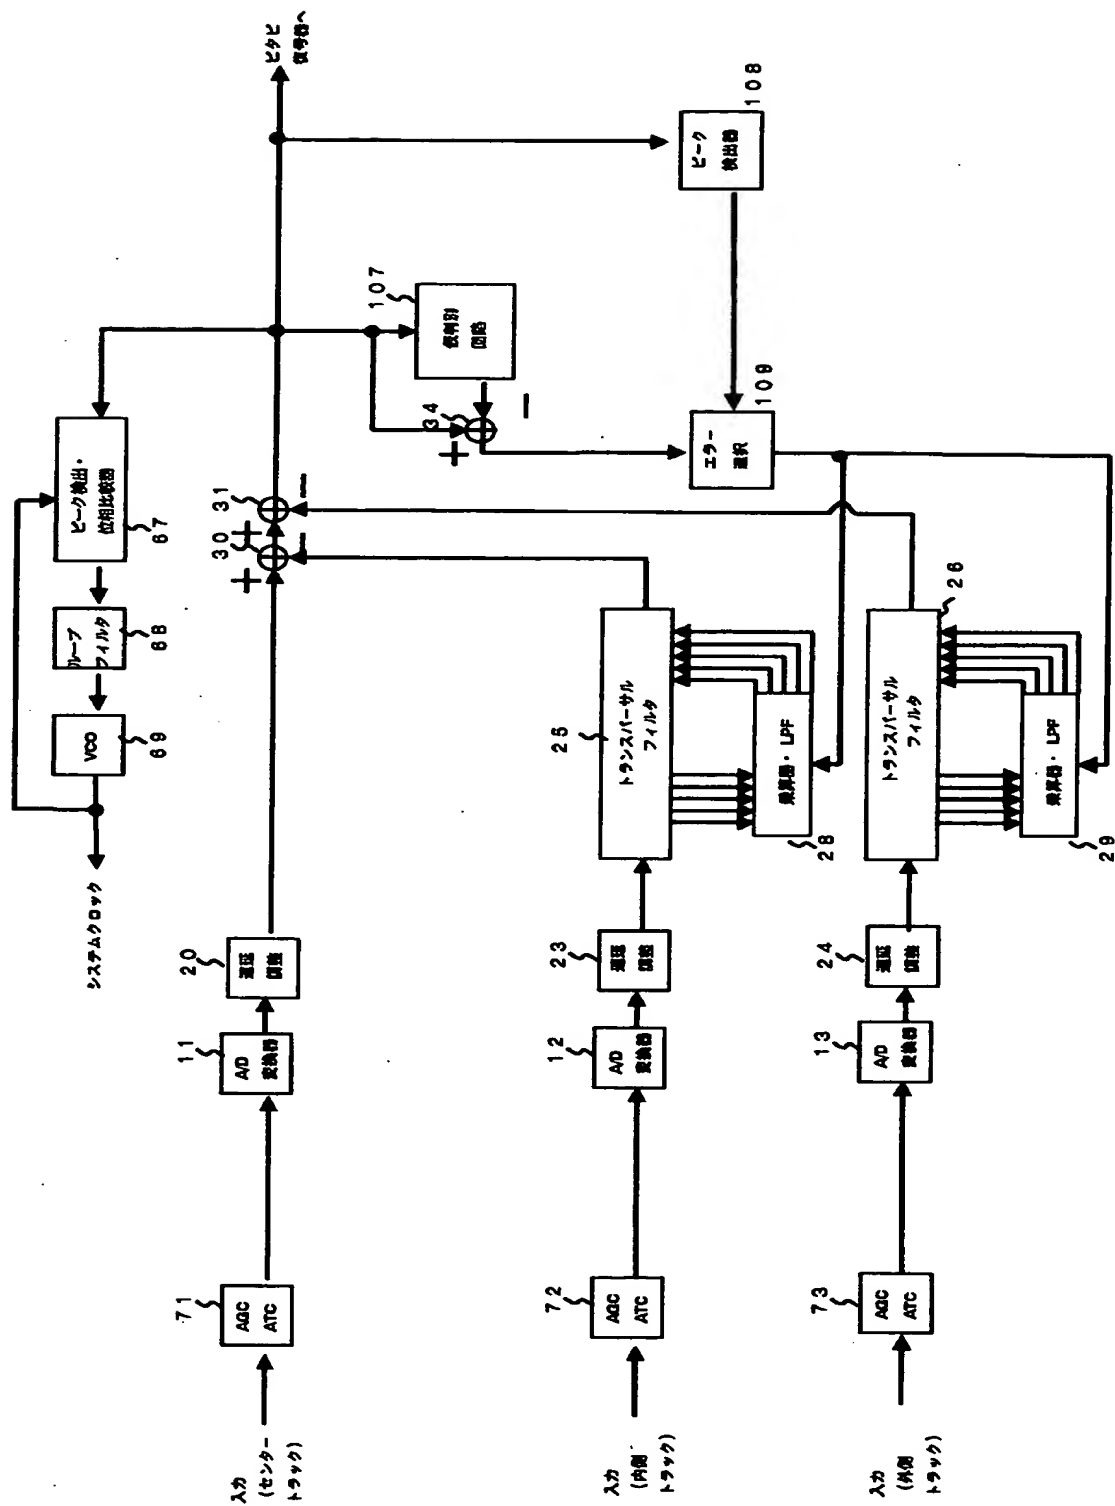 入力
(センター
トラック)
AGC
ATC
71
A/D
変換器
11
遅延
調整
20
+
30
−
+
31
−
ビタビ
復号器へ
システムクロック
VCO
69
ループ
フィルタ
68
ピーク検出・
位相比較器
67
仮判別
回路
107
+
34
−
ピーク
検出器
108
エラー
選択
109
入力
(内側
トラック)
AGC
ATC
72
A/D
変換器
12
遅延
調整
23
トランスバーサル
フィルタ
25
乗算器・LPF
28
入力
(外側
トラック)
AGC
ATC
73
A/D
変換器
13
遅延
調整
24
トランスバーサル
フィルタ
26
乗算器・LPF
29